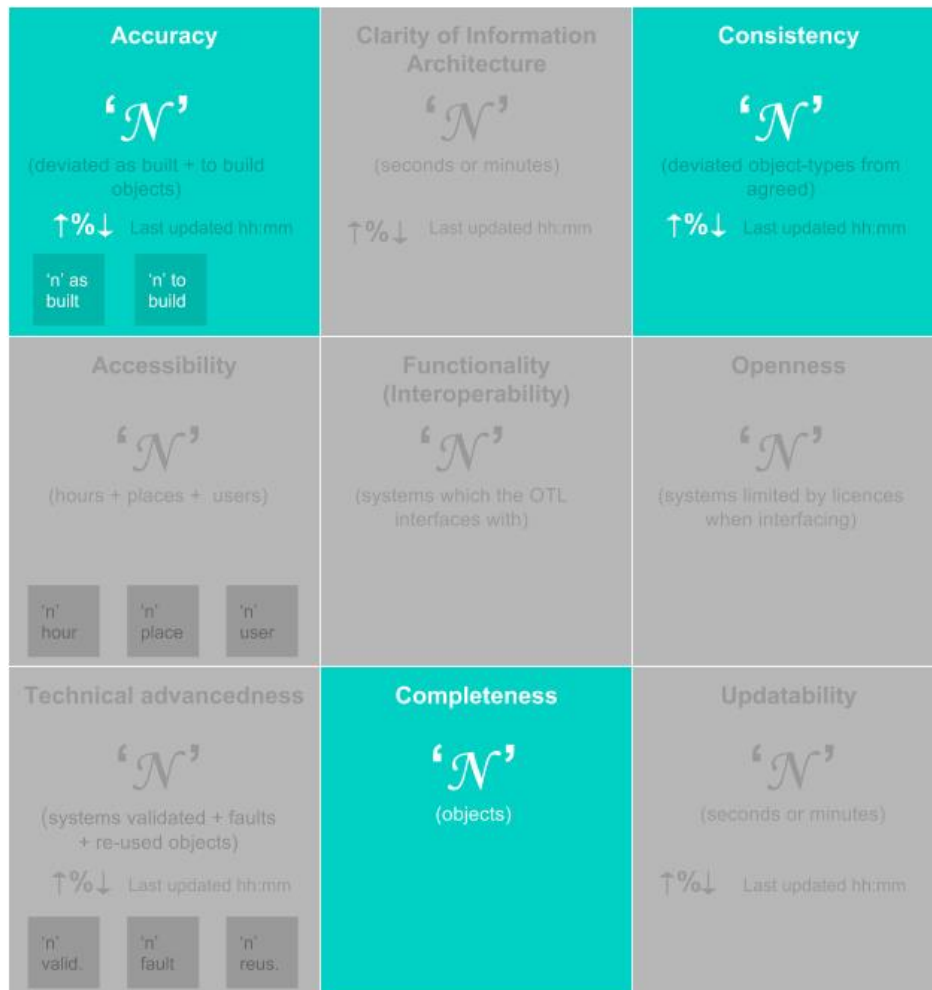 Accuracy
‘N’
(deviated as built + to build
objects)
↑%↓ Last updated hh:mm
‘n’ as
built
‘n’ to
build
Clarity of Information
Architecture
‘N’
(seconds or minutes)
↑%↓ Last updated hh:mm
Consistency
‘N’
(deviated object-types from
agreed)
↑%↓ Last updated hh:mm
Accessibility
‘N’
(hours + places + users)
‘n’
hour
‘n’
place
‘n’
user
Functionality
(Interoperability)
‘N’
(systems which the OTL
interfaces with)
Openness
‘N’
(systems limited by licences
when interfacing)
Technical advancedness
‘N’
(systems validated + faults
+ re-used objects)
↑%↓ Last updated hh:mm
‘n’
valid.
‘n’
fault
‘n’
reus.
Completeness
‘N’
(objects)
Updatability
‘N’
(seconds or minutes)
↑%↓ Last updated hh:mm